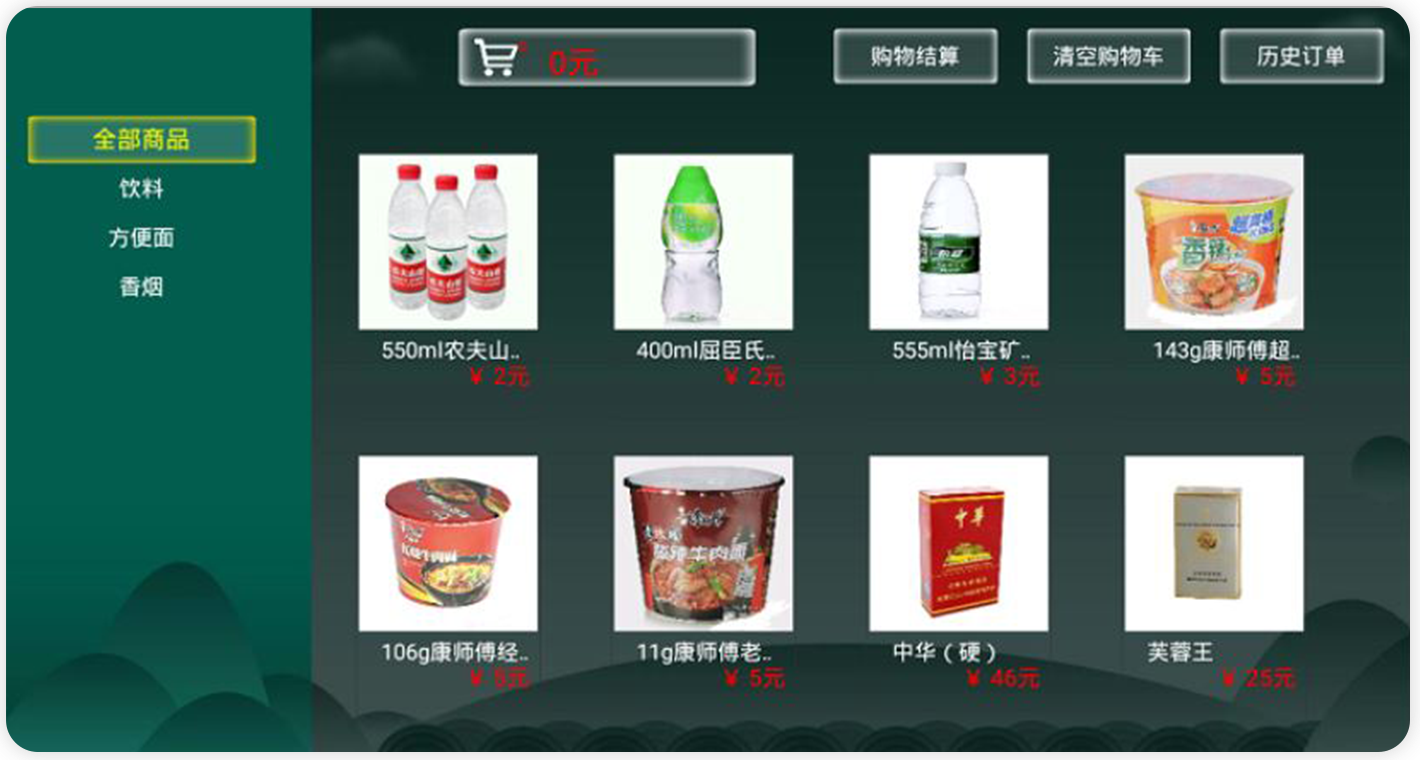 0元
购物结算
清空购物车
历史订单
全部商品
饮料
方便面
香烟
550ml农夫山..
¥ 2元
400ml屈臣氏..
¥ 2元
555ml怡宝矿..
¥ 3元
143g康师傅超..
¥ 5元
106g康师傅经..
¥ 5元
11g康师傅老..
¥ 5元
中华
中华（硬）
¥ 46元
芙蓉王
¥ 25元